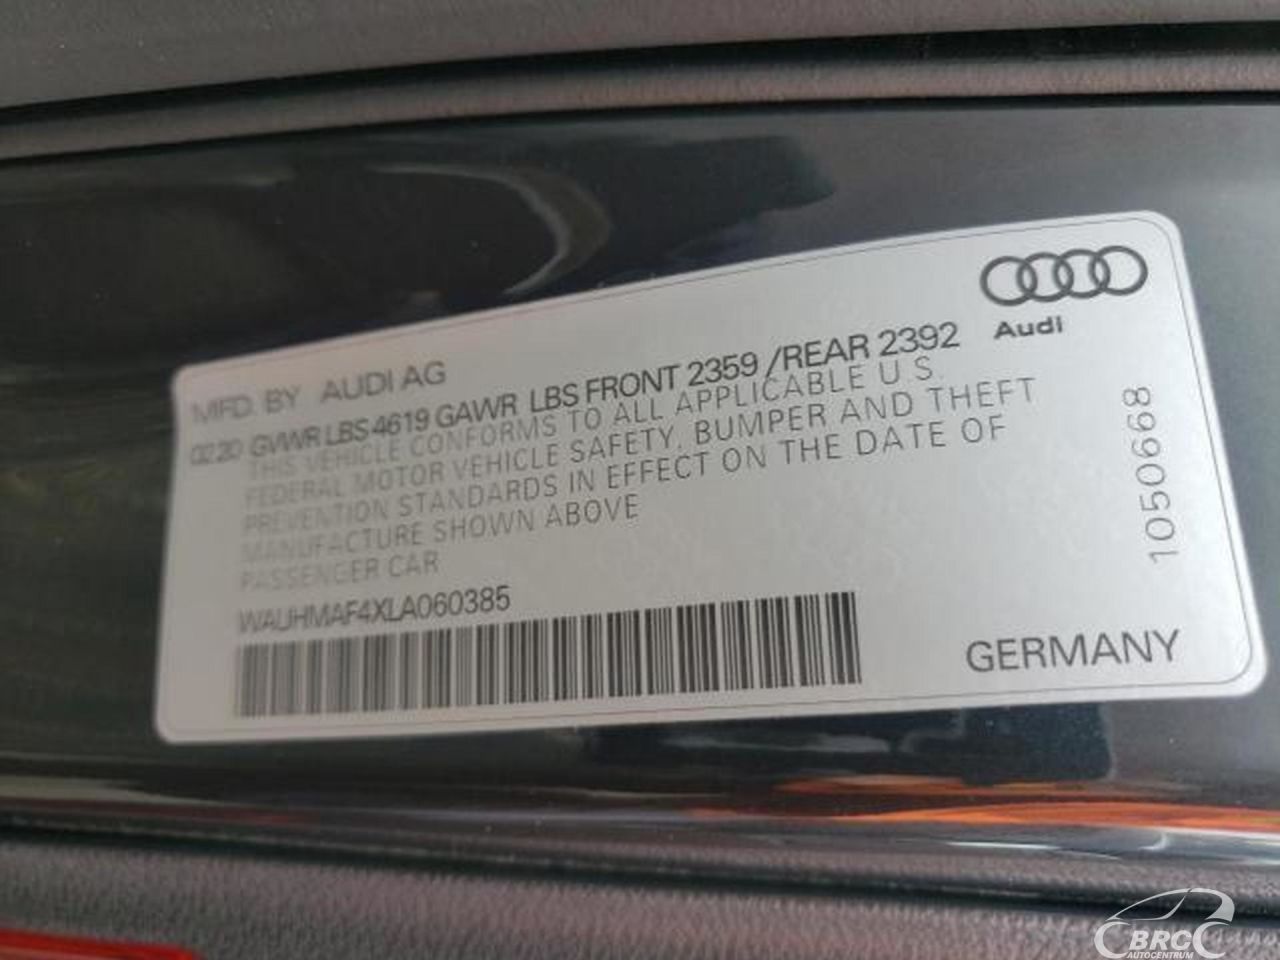 Audi
MFD. BY AUDI AG
0220 GVWR LBS 4619 GAWR LBS FRONT 2359 /REAR 2392
THIS VEHICLE CONFORMS TO ALL APPLICABLE U S.
FEDERAL MOTOR VEHICLE SAFETY, BUMPER AND THEFT
PREVENTION STANDARDS IN EFFECT ON THE DATE OF
MANUFACTURE SHOWN ABOVE
PASSENGER CAR
WAUHMAF4XLA060385
GERMANY
1050668
BRC
AUTOCENTRUM